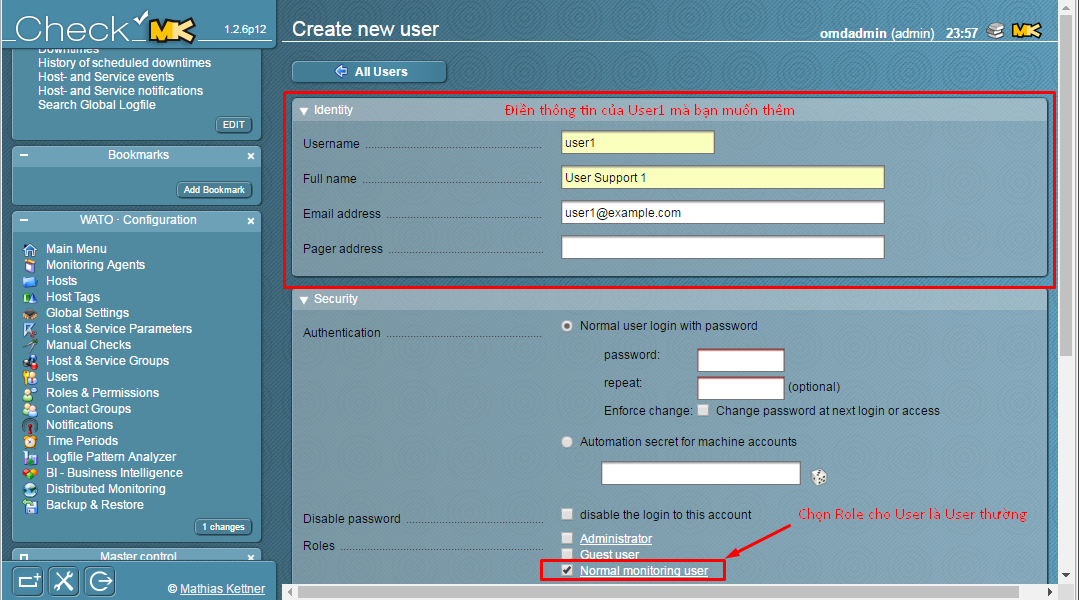 Check MK 1.2.6p12
Downtimes
History of scheduled downtimes
Host- and Service events
Host- and Service notifications
Search Global Logfile
EDIT
Bookmarks
Add Bookmark
WATO · Configuration
Main Menu
Monitoring Agents
Hosts
Host Tags
Global Settings
Host & Service Parameters
Manual Checks
Host & Service Groups
Users
Roles & Permissions
Contact Groups
Notifications
Time Periods
Logfile Pattern Analyzer
BI - Business Intelligence
Distributed Monitoring
Backup & Restore
1 changes
Master control
© Mathias Kettner
Create new user
omdadmin (admin) 23:57 MK
All Users
Identity
Điền thông tin của User1 mà bạn muốn thêm
Username user1
Full name User Support 1
Email address user1@example.com
Pager address
Security
Authentication Normal user login with password
password:
repeat: (optional)
Enforce change: Change password at next login or access
Automation secret for machine accounts
Disable password disable the login to this account
Chọn Role cho User là User thường
Roles Administrator
Guest user
Normal monitoring user